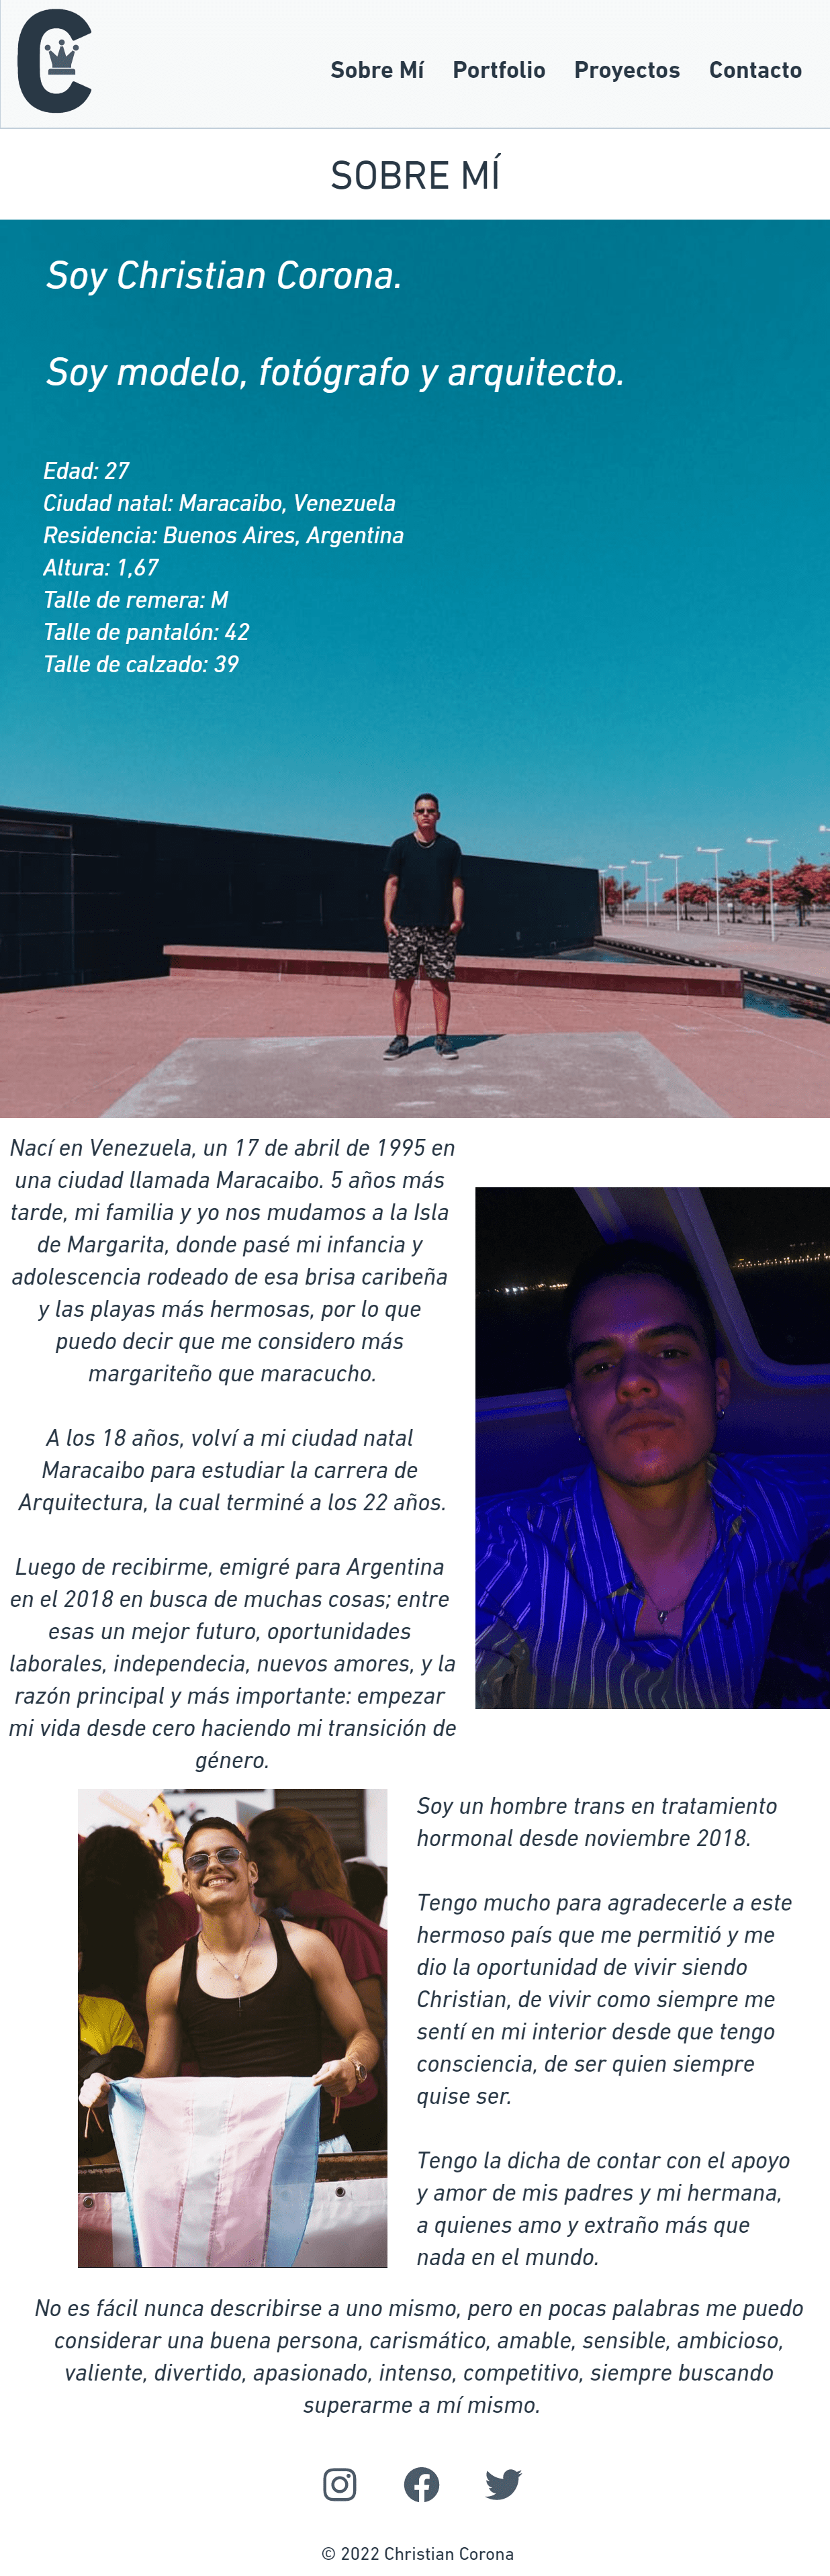 C
Sobre Mí Portfolio Proyectos Contacto
SOBRE MÍ
Soy Christian Corona.
Soy modelo, fotógrafo y arquitecto.
Edad: 27
Ciudad natal: Maracaibo, Venezuela
Residencia: Buenos Aires, Argentina
Altura: 1,67
Talle de remera: M
Talle de pantalón: 42
Talle de calzado: 39
Nací en Venezuela, un 17 de abril de 1995 en
una ciudad llamada Maracaibo. 5 años más
tarde, mi familia y yo nos mudamos a la Isla
de Margarita, donde pasé mi infancia y
adolescencia rodeado de esa brisa caribeña
y las playas más hermosas, por lo que
puedo decir que me considero más
margariteño que maracucho.
A los 18 años, volví a mi ciudad natal
Maracaibo para estudiar la carrera de
Arquitectura, la cual terminé a los 22 años.
Luego de recibirme, emigré para Argentina
en el 2018 en busca de muchas cosas; entre
esas un mejor futuro, oportunidades
laborales, independecia, nuevos amores, y la
razón principal y más importante: empezar
mi vida desde cero haciendo mi transición de
género.
Soy un hombre trans en tratamiento
hormonal desde noviembre 2018.
Tengo mucho para agradecerle a este
hermoso país que me permitió y me
dio la oportunidad de vivir siendo
Christian, de vivir como siempre me
sentí en mi interior desde que tengo
consciencia, de ser quien siempre
quise ser.
Tengo la dicha de contar con el apoyo
y amor de mis padres y mi hermana,
a quienes amo y extraño más que
nada en el mundo.
No es fácil nunca describirse a uno mismo, pero en pocas palabras me puedo
considerar una buena persona, carismático, amable, sensible, ambicioso,
valiente, divertido, apasionado, intenso, competitivo, siempre buscando
superarme a mí mismo.
© 2022 Christian Corona